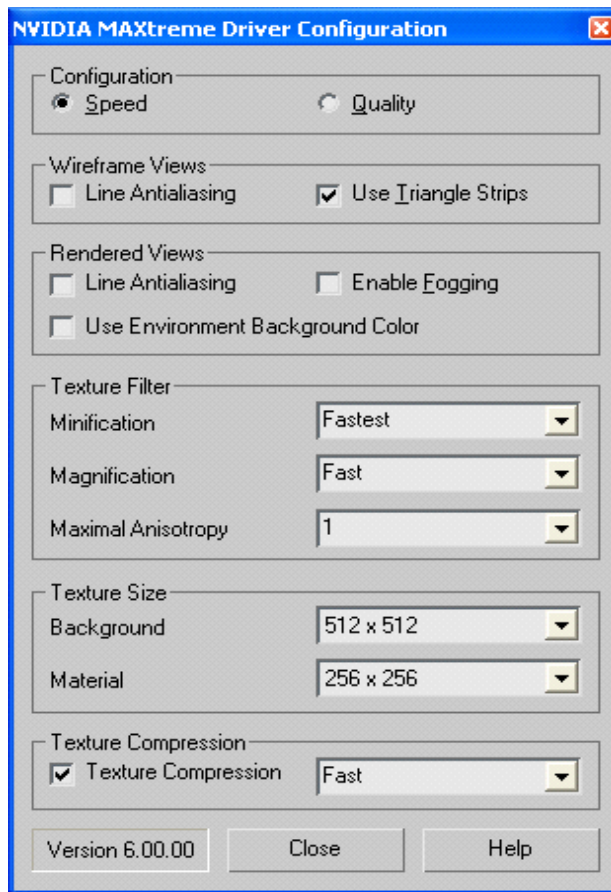 NVIDIA MAXtreme Driver Configuration
Configuration
Speed Quality
Wireframe Views
Line Antialiasing Use Triangle Strips
Rendered Views
Line Antialiasing Enable Fogging
Use Environment Background Color
Texture Filter
Minification Fastest
Magnification Fast
Maximal Anisotropy 1
Texture Size
Background 512 x 512
Material 256 x 256
Texture Compression
Texture Compression Fast
Version 6.00.00 Close Help